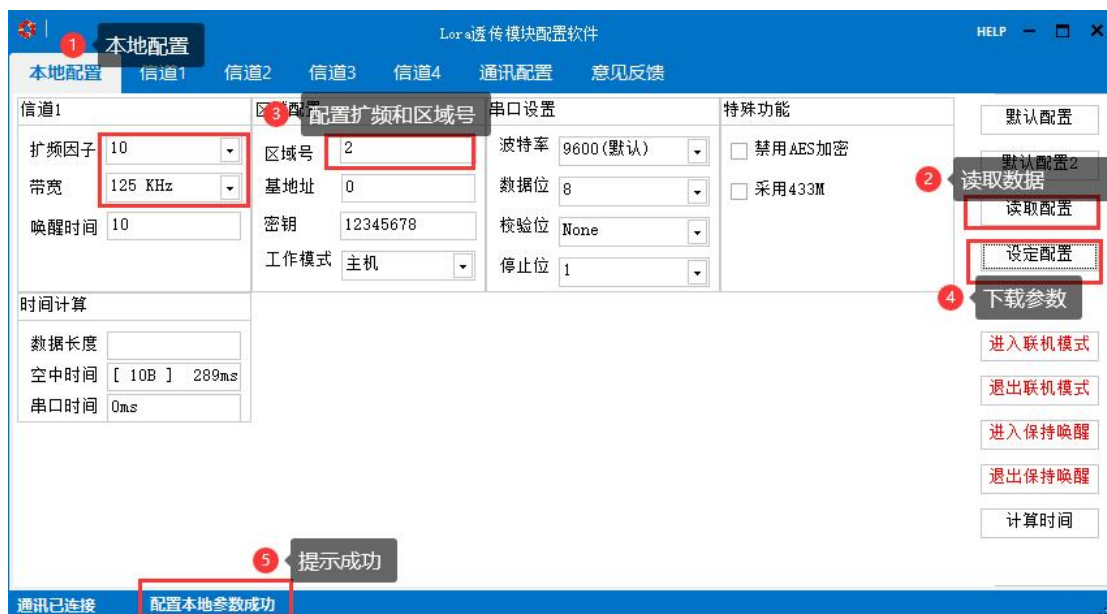 Lora透传模块配置软件
HELP
1 本地配置
本地配置 信道1 信道2 信道3 信道4 通讯配置 意见反馈
信道1
扩频因子 10
带宽 125 KHz
唤醒时间 10
3 配置扩频和区域号
区域号 2
基地址 0
密钥 12345678
工作模式 主机
串口设置
波特率 9600(默认)
数据位 8
校验位 None
停止位 1
特殊功能
禁用AES加密
采用433M
默认配置
默认配置2
2 读取数据
读取配置
设定配置
4 下载参数
进入联机模式
退出联机模式
进入保持唤醒
退出保持唤醒
计算时间
时间计算
数据长度
空中时间 [ 10B ] 289ms
串口时间 0ms
5 提示成功
通讯已连接 配置本地参数成功